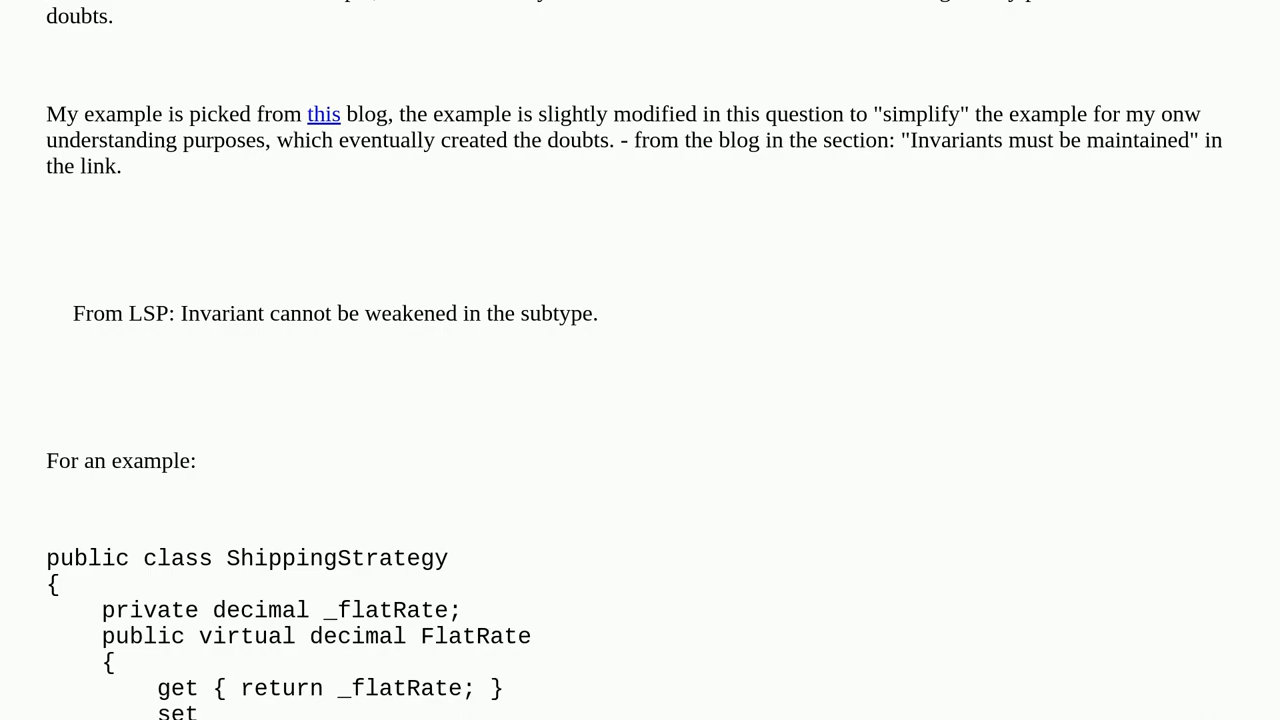 doubts.
My example is picked from this blog, the example is slightly modified in this question to "simplify" the example for my onw
understanding purposes, which eventually created the doubts. - from the blog in the section: "Invariants must be maintained" in
the link.
From LSP: Invariant cannot be weakened in the subtype.
For an example:
public class ShippingStrategy
{
    private decimal _flatRate;
    public virtual decimal FlatRate
    {
        get { return _flatRate; }
        set